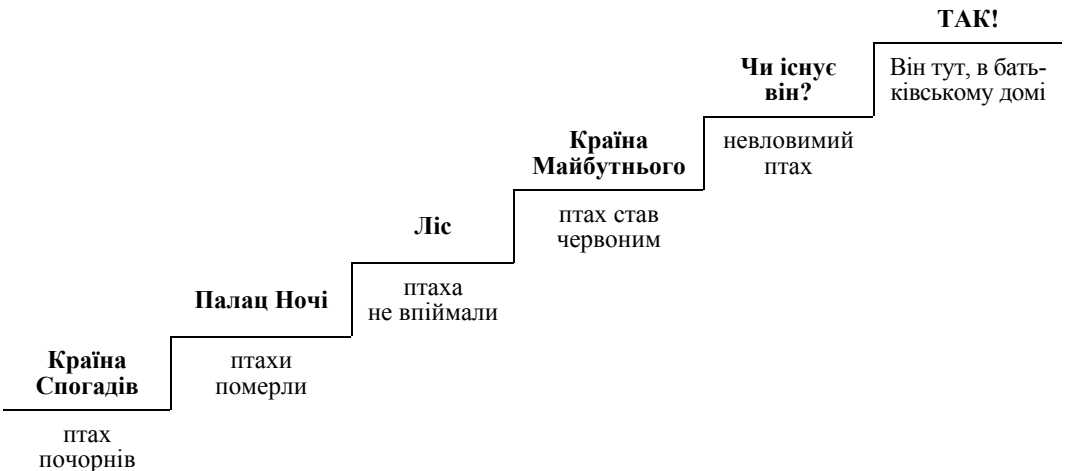 Країна
Спогадів
птах
почорнів
Палац Ночі
птахи
померли
Ліс
птаха
не впіймали
Країна
Майбутнього
птах став
червоним
Чи існує
він?
невловимий
птах
ТАК!
Він тут, в бать-
ківському домі